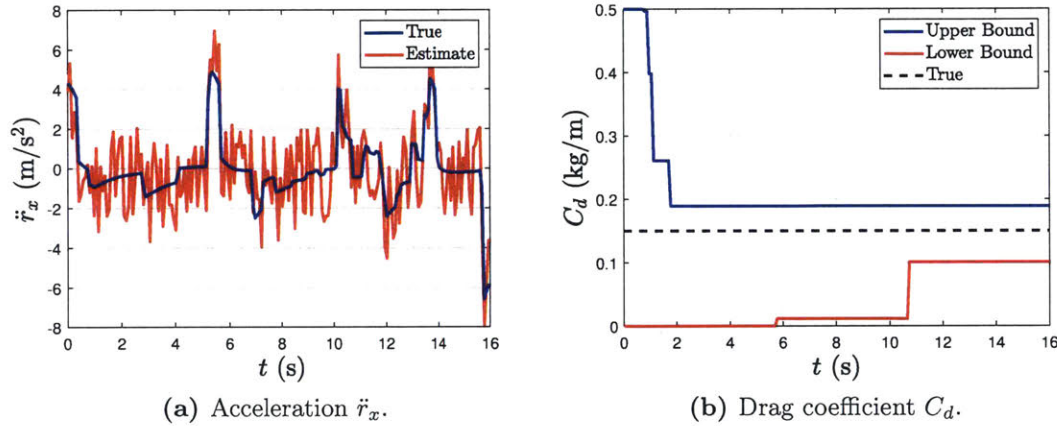 8
6
4
2
0
-2
-4
-6
-8
r̈ₓ (m/s²)
True
Estimate
0 2 4 6 8 10 12 14 16
t (s)
(a) Acceleration r̈ₓ.
0.5
0.4
0.3
0.2
0.1
0
C_d (kg/m)
Upper Bound
Lower Bound
True
0 2 4 6 8 10 12 14 16
t (s)
(b) Drag coefficient C_d.